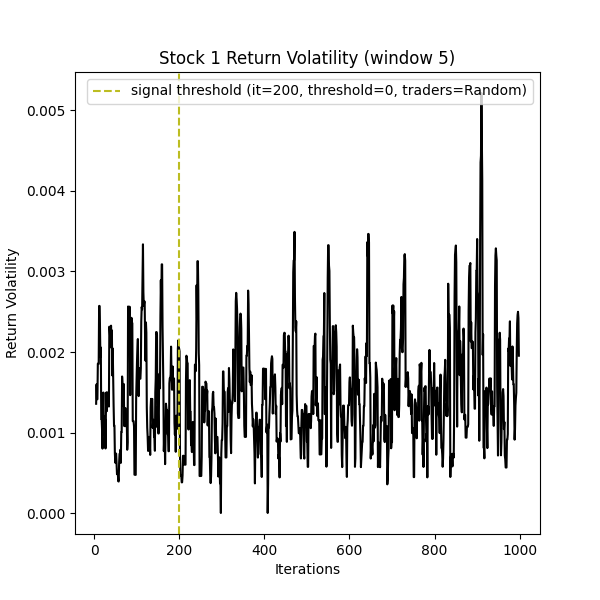 Stock 1 Return Volatility (window 5)
signal threshold (it=200, threshold=0, traders=Random)
0.005
0.004
0.003
0.002
0.001
0.000
Return Volatility
0 200 400 600 800 1000
Iterations